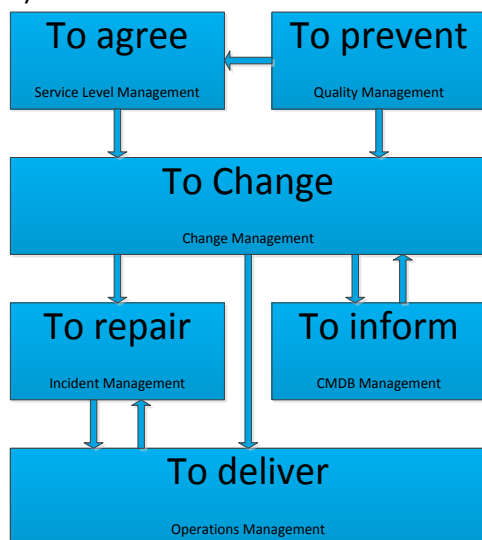 To agree
Service Level Management
To prevent
Quality Management
To Change
Change Management
To repair
Incident Management
To inform
CMDB Management
To deliver
Operations Management